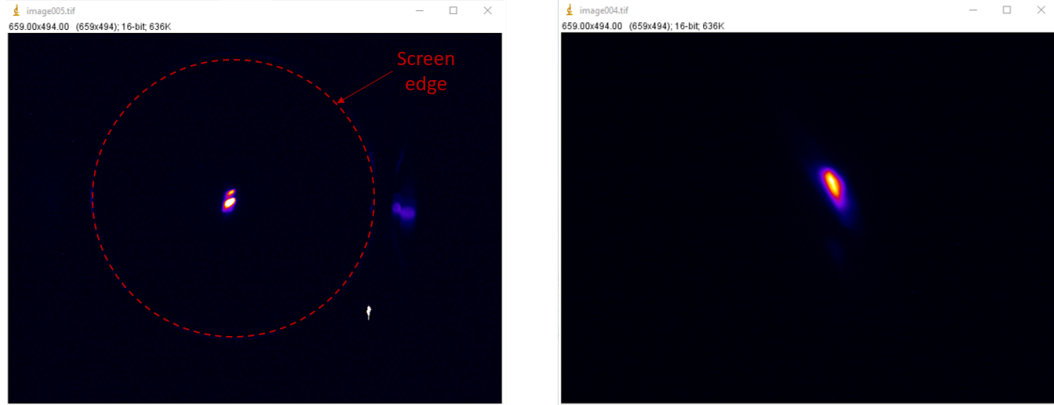 image005.tif
659.00x494.00 (659x494); 16-bit; 636K
Screen
edge
image004.tif
659.00x494.00 (659x494); 16-bit; 636K